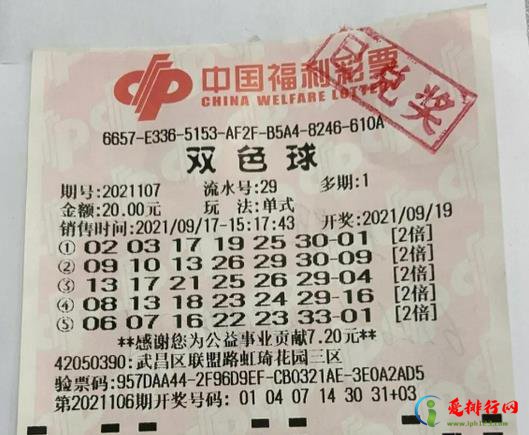 中国福利彩票
CHINA WELFARE LOTTERY
已兑奖
6657-E336-5153-AF2F-B5A4-8246-610A
双色球
期号:2021107 流水号:29 多期:1
金额:20.00元 玩 法:单式
销售时间:2021/09/17-15:17:43 开奖:2021/09/19
① 02 03 17 19 25 30-01 [2倍]
② 09 10 13 26 29 30-09 [2倍]
③ 13 17 21 25 26 29-04 [2倍]
④ 08 13 18 23 24 29-16 [2倍]
⑤ 06 07 16 22 23 33-01 [2倍]
**感谢您为公益事业贡献7.20元**
42050390:武昌区联盟路虹琦花园三区
验票码:957DAA44-2F96D9EF-CB0321AE-3E0A2AD5
第2021106期开奖号码: 01 04 07 14 30 31+03
爱排行网
www.iphb3.com